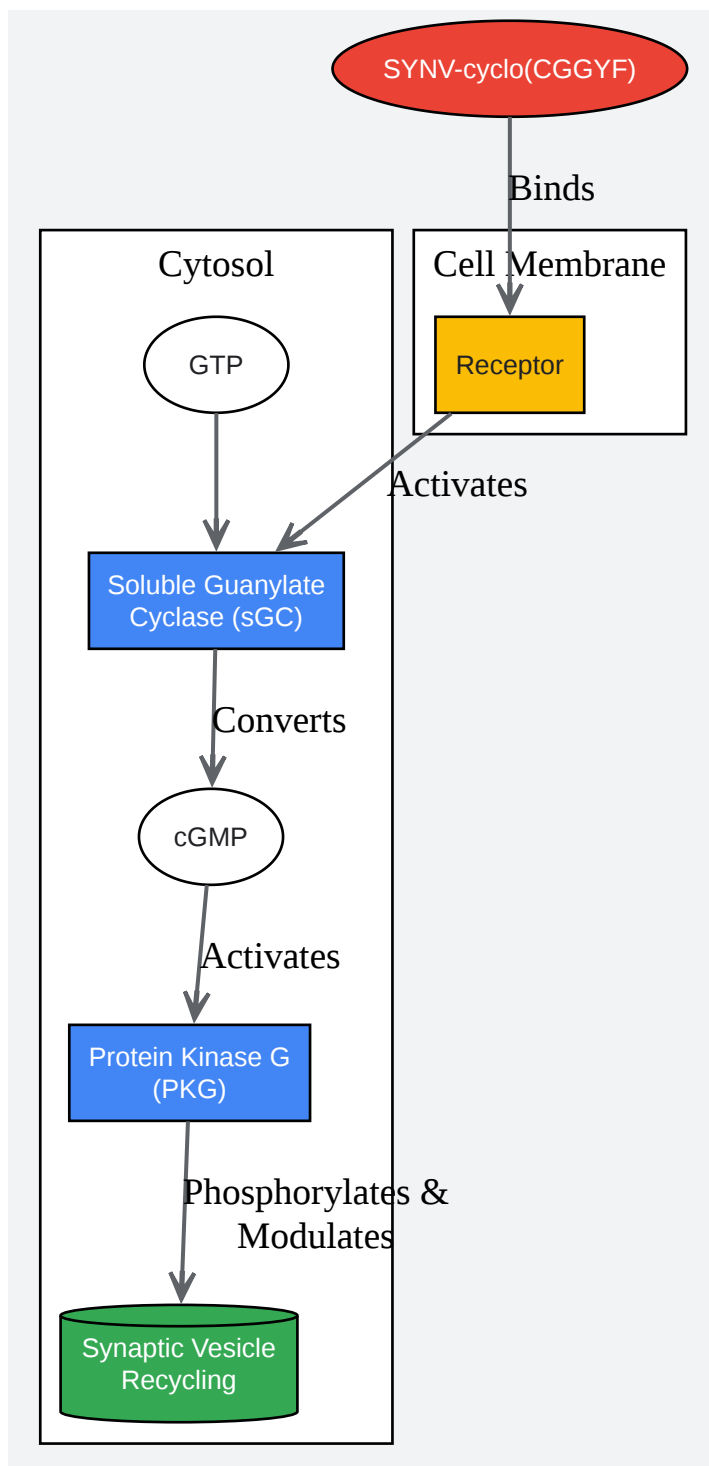 SYNV-cyclo(CGGYF)
Binds
Cytosol
Cell Membrane
GTP
Receptor
Activates
Soluble Guanylate
Cyclase (sGC)
Converts
cGMP
Activates
Protein Kinase G
(PKG)
Phosphorylates &
Modulates
Synaptic Vesicle
Recycling